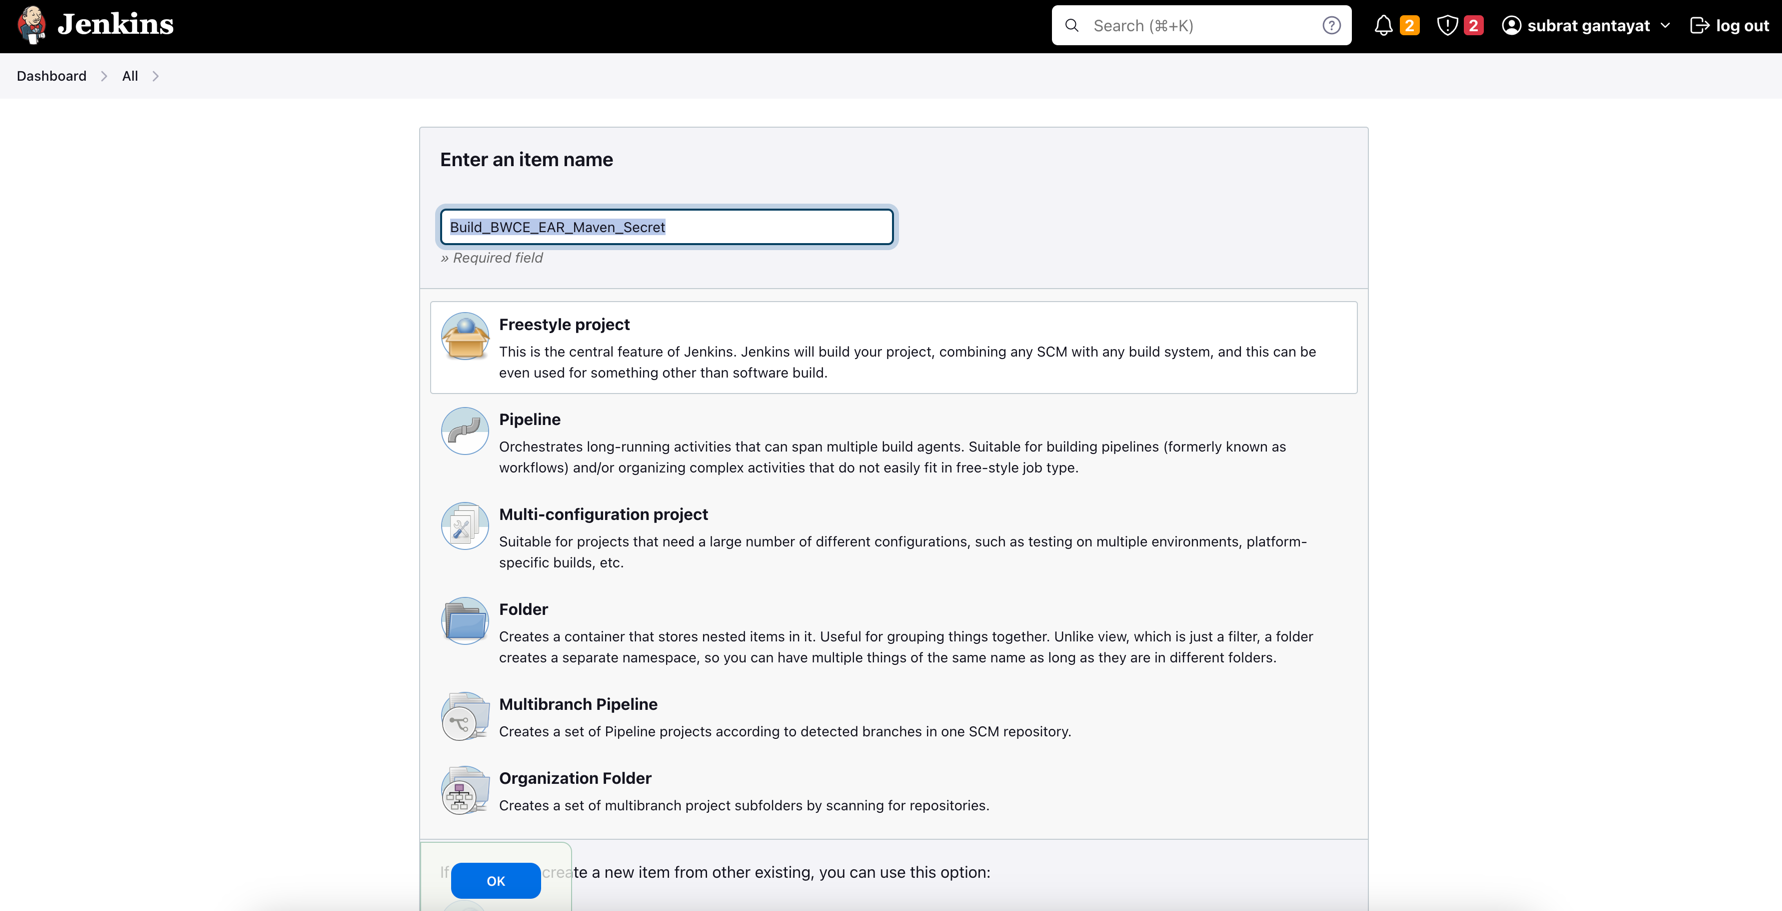 Jenkins
Search (⌘+K)
2
2
subrat gantayat
log out
Dashboard
All
Enter an item name
Build_BWCE_EAR_Maven_Secret
» Required field
Freestyle project
This is the central feature of Jenkins. Jenkins will build your project, combining any SCM with any build system, and this can be
even used for something other than software build.
Pipeline
Orchestrates long-running activities that can span multiple build agents. Suitable for building pipelines (formerly known as
workflows) and/or organizing complex activities that do not easily fit in free-style job type.
Multi-configuration project
Suitable for projects that need a large number of different configurations, such as testing on multiple environments, platform-
specific builds, etc.
Folder
Creates a container that stores nested items in it. Useful for grouping things together. Unlike view, which is just a filter, a folder
creates a separate namespace, so you can have multiple things of the same name as long as they are in different folders.
Multibranch Pipeline
Creates a set of Pipeline projects according to detected branches in one SCM repository.
Organization Folder
Creates a set of multibranch project subfolders by scanning for repositories.
If create a new item from other existing, you can use this option:
OK